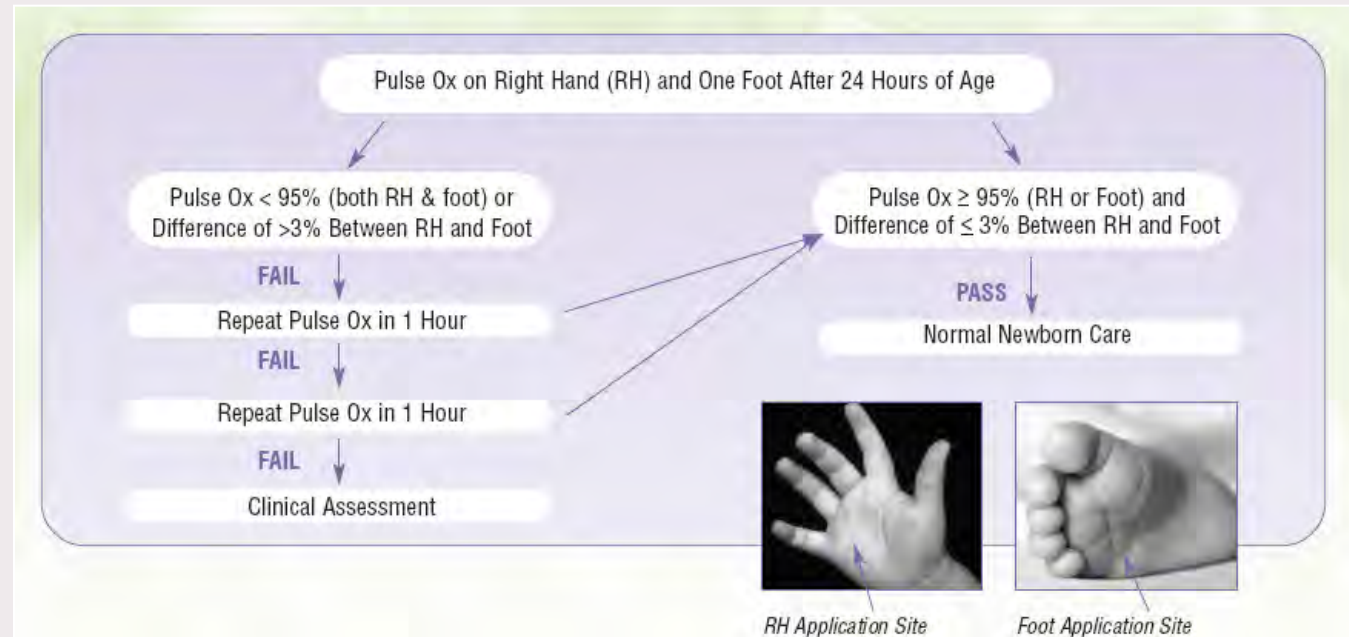 Pulse Ox on Right Hand (RH) and One Foot After 24 Hours of Age
Pulse Ox < 95% (both RH & foot) or
Difference of >3% Between RH and Foot
FAIL
Repeat Pulse Ox in 1 Hour
FAIL
Repeat Pulse Ox in 1 Hour
FAIL
Clinical Assessment
Pulse Ox ≥ 95% (RH or Foot) and
Difference of ≤ 3% Between RH and Foot
PASS
Normal Newborn Care
RH Application Site
Foot Application Site